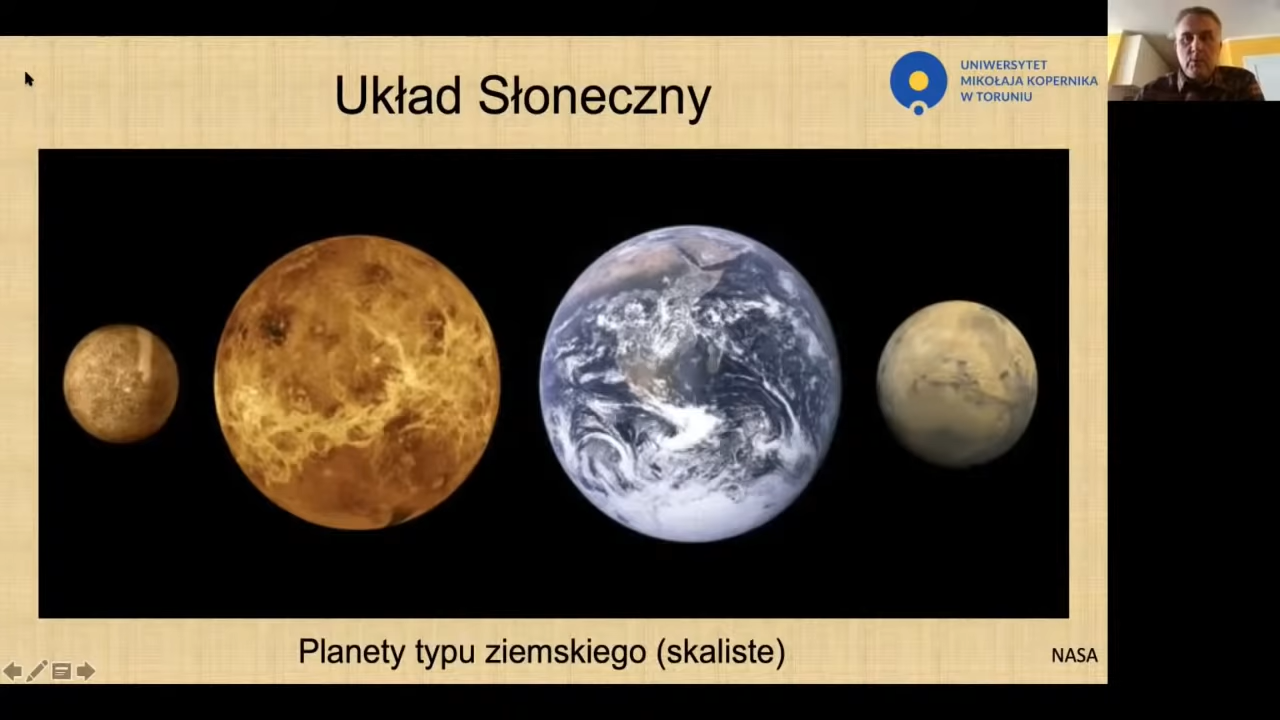 Układ Słoneczny
UNIWERSYTET
MIKOŁAJA KOPERNIKA
W TORUNIU
Planety typu ziemskiego (skaliste)
NASA